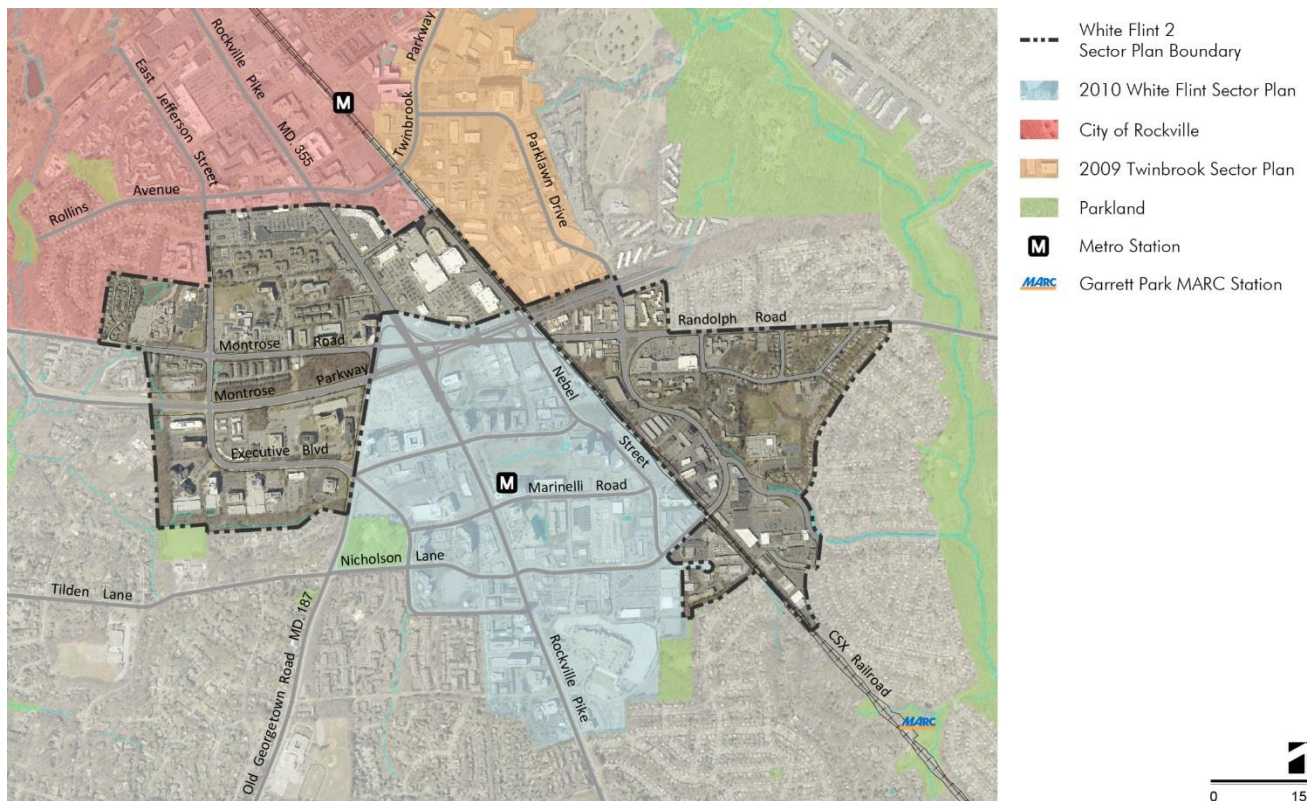 Rockville Pike MD. 355
East Jefferson Street
Twinbrook Parkway
M
Parklawn Drive
Rollins Avenue
Randolph Road
Montrose Road
Montrose Parkway
Nebel Street
Executive Blvd
M
Marinelli Road
Nicholson Lane
Tilden Lane
Old Georgetown Road MD. 187
Rockville Pike
CSX Railroad
MARC
White Flint 2
Sector Plan Boundary
2010 White Flint Sector Plan
City of Rockville
2009 Twinbrook Sector Plan
Parkland
M
Metro Station
MARC
Garrett Park MARC Station
0 15